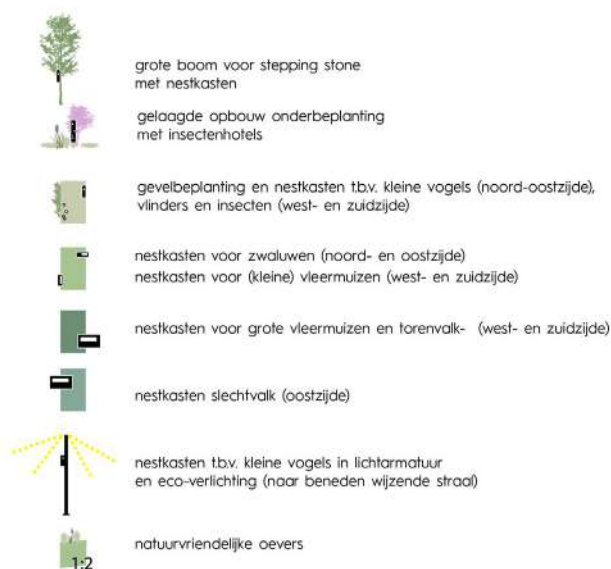 grote boom voor stepping stone
met nestkasten
gelaagde opbouw onderbeplanting
met insectenhotels
gevelbeplanting en nestkasten t.b.v. kleine vogels (noord-oostzijde),
vlinders en insecten (west- en zuidzijde)
nestkasten voor zwaluwen (noord- en oostzijde)
nestkasten voor (kleine) vleermuizen (west- en zuidzijde)
nestkasten voor grote vleermuizen en torenvalk- (west- en zuidzijde)
nestkasten slechtvalk (oostzijde)
nestkasten t.b.v. kleine vogels in lichtarmatuur
en eco-verlichting (naar beneden wijzende straal)
natuurvriendelijke oevers
1:2